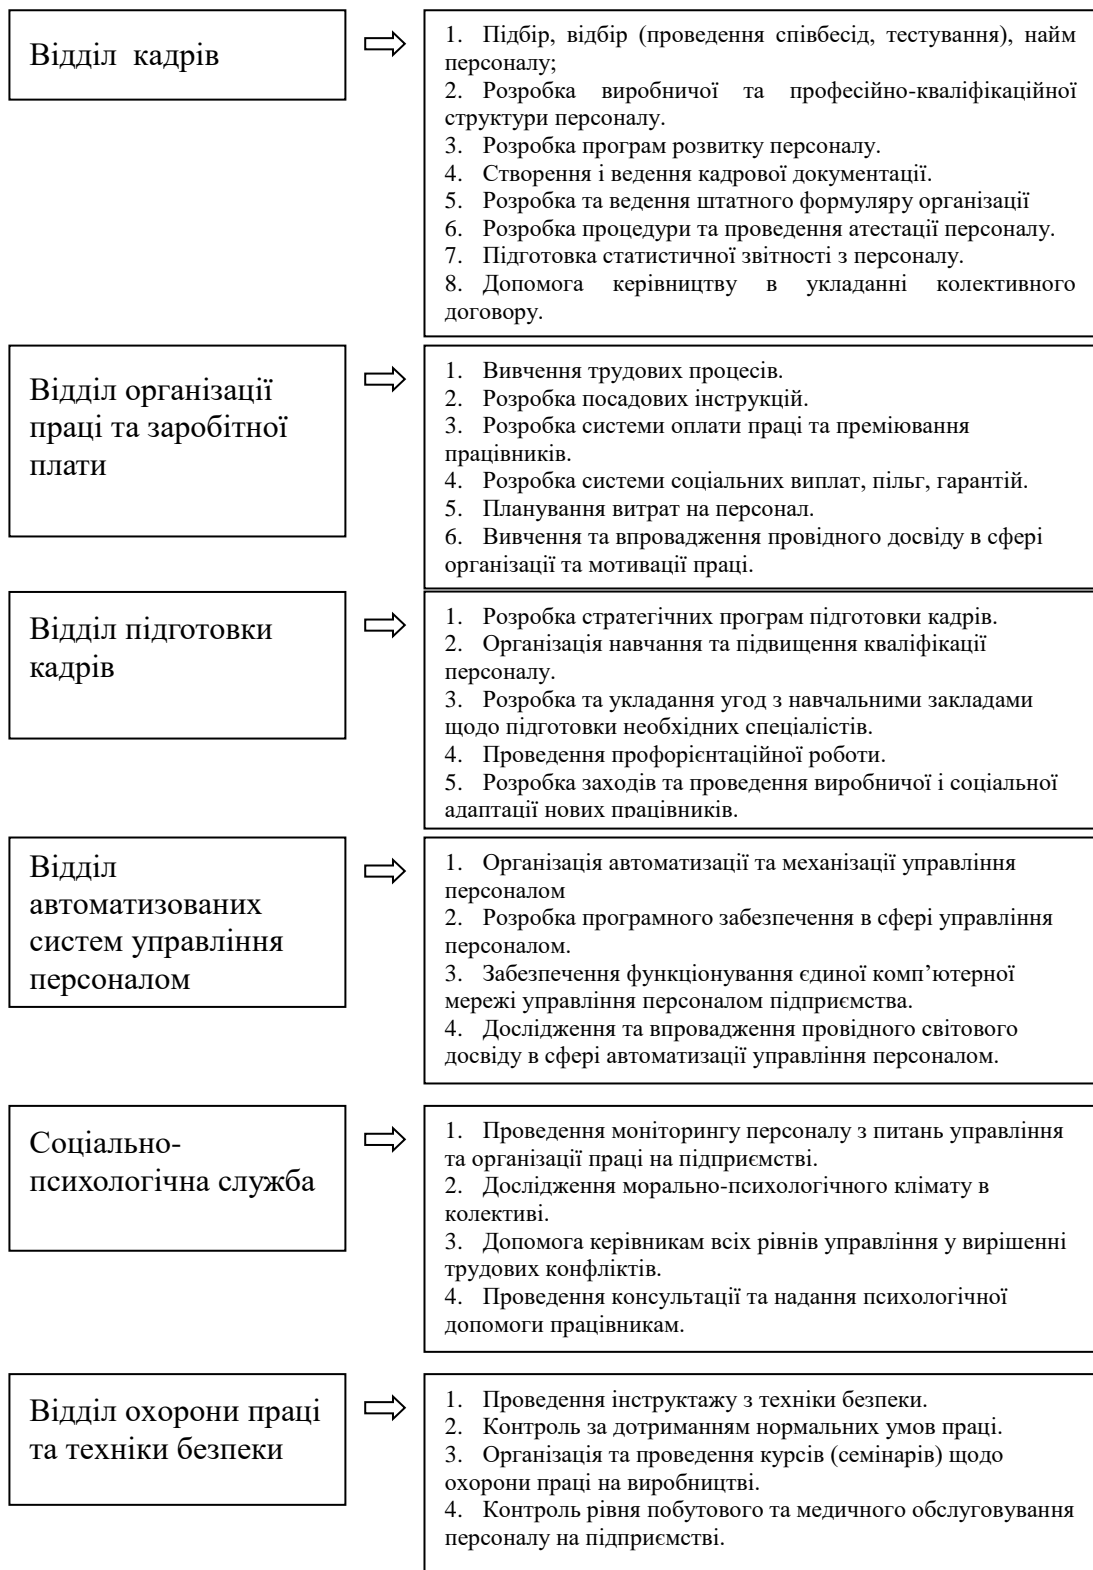 Відділ кадрів
1. Підбір, відбір (проведення співбесід, тестування), найм
персоналу;
2. Розробка виробничої та професійно-кваліфікаційної
структури персоналу.
3. Розробка програм розвитку персоналу.
4. Створення і ведення кадрової документації.
5. Розробка та ведення штатного формуляру організації
6. Розробка процедури та проведення атестації персоналу.
7. Підготовка статистичної звітності з персоналу.
8. Допомога керівництву в укладанні колективного
договору.
Відділ організації
праці та заробітної
плати
1. Вивчення трудових процесів.
2. Розробка посадових інструкцій.
3. Розробка системи оплати праці та преміювання
працівників.
4. Розробка системи соціальних виплат, пільг, гарантій.
5. Планування витрат на персонал.
6. Вивчення та впровадження провідного досвіду в сфері
організації та мотивації праці.
Відділ підготовки
кадрів
1. Розробка стратегічних програм підготовки кадрів.
2. Організація навчання та підвищення кваліфікації
персоналу.
3. Розробка та укладання угод з навчальними закладами
щодо підготовки необхідних спеціалістів.
4. Проведення профорієнтаційної роботи.
5. Розробка заходів та проведення виробничої і соціальної
адаптації нових працівників.
Відділ
автоматизованих
систем управління
персоналом
1. Організація автоматизації та механізації управління
персоналом
2. Розробка програмного забезпечення в сфері управління
персоналом.
3. Забезпечення функціонування єдиної комп’ютерної
мережі управління персоналом підприємства.
4. Дослідження та впровадження провідного світового
досвіду в сфері автоматизації управління персоналом.
Соціально-
психологічна служба
1. Проведення моніторингу персоналу з питань управління
та організації праці на підприємстві.
2. Дослідження морально-психологічного клімату в
колективі.
3. Допомога керівникам всіх рівнів управління у вирішенні
трудових конфліктів.
4. Проведення консультації та надання психологічної
допомоги працівникам.
Відділ охорони праці
та техніки безпеки
1. Проведення інструктажу з техніки безпеки.
2. Контроль за дотриманням нормальних умов праці.
3. Організація та проведення курсів (семінарів) щодо
охорони праці на виробництві.
4. Контроль рівня побутового та медичного обслуговування
персоналу на підприємстві.